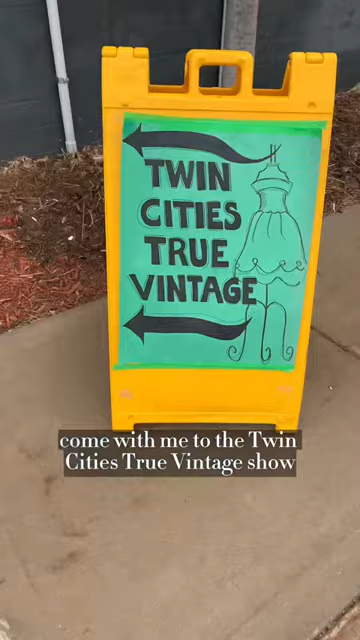 TWIN
CITIES
TRUE
VINTAGE
come with me to the Twin
Cities True Vintage show